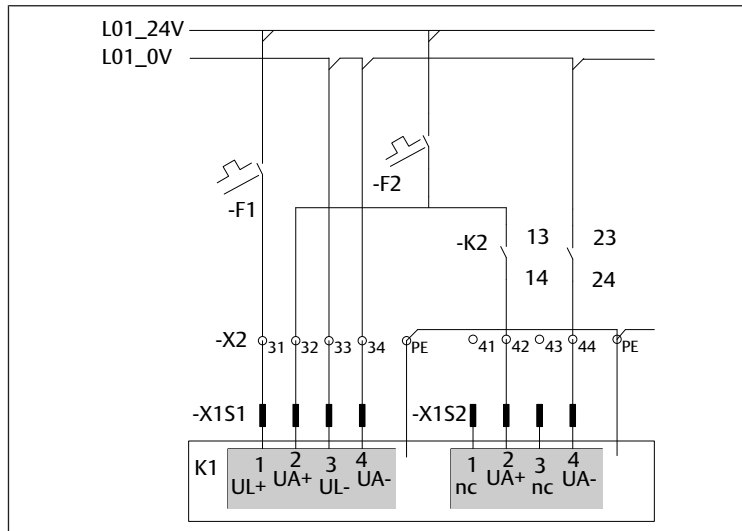 L01_24V
L01_0V
-F1
-F2
-K2 13 23
14 24
-X2 31 32 33 34 PE 41 42 43 44 PE
-X1S1 -X1S2
K1 1 2 3 4 1 2 3 4
UL+ UA+ UL- UA- nc UA+ nc UA-